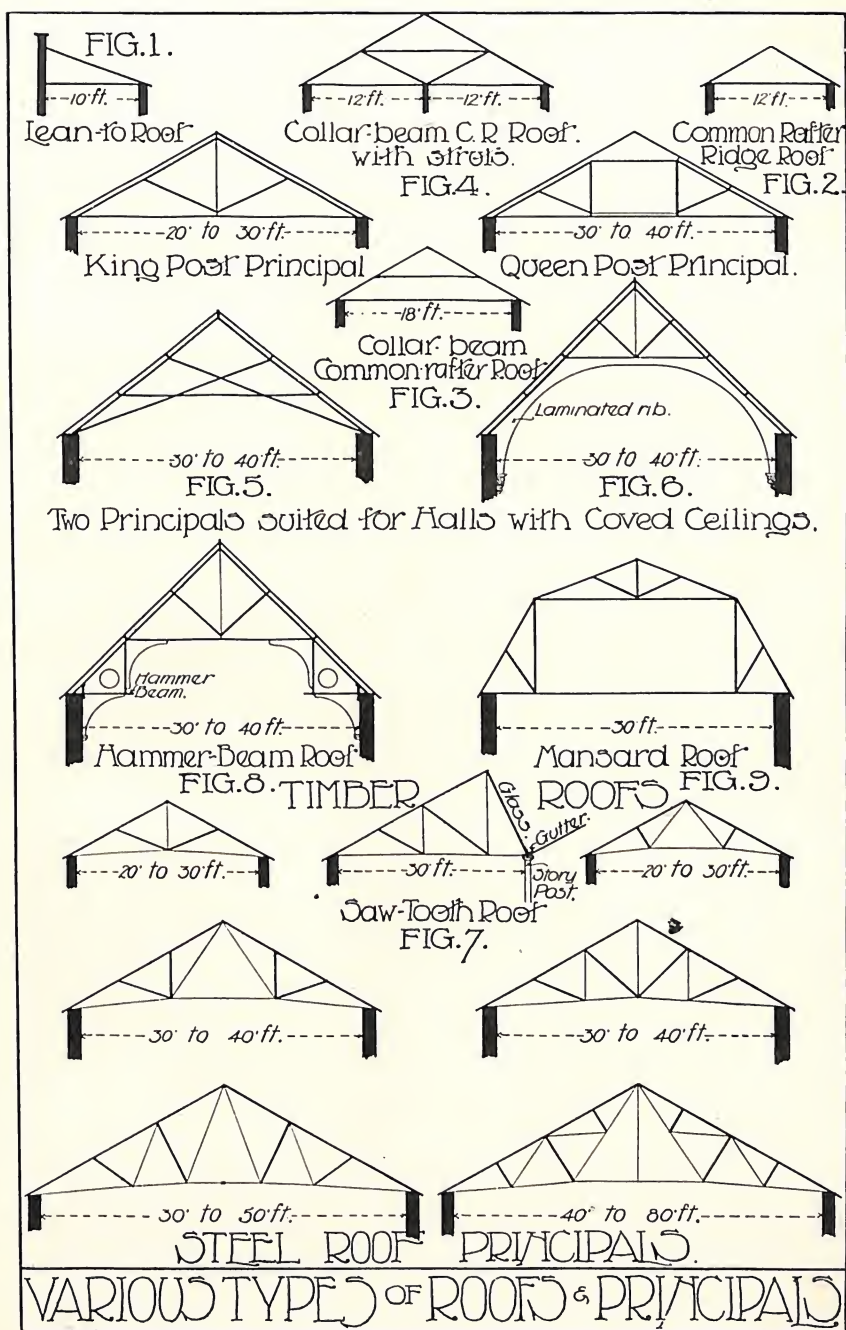 FIG.1.
10'ft.
Lean-to Roof
12'ft.
12'ft.
Collar-beam C.R. Roof.
with struts.
FIG.4.
12'ft.
Common Rafter
Ridge Roof
FIG.2.
20' to 30'ft.
King Post Principal
30' to 40'ft.
Queen Post Principal.
18'ft.
Collar-beam
Common-rafter Roof
FIG.3.
30' to 40'ft.
FIG.5.
Laminated rib.
30' to 40'ft.
FIG.6.
Two Principals suited for Halls with Coved Ceilings.
Hammer
Beam.
30' to 40'ft.
Hammer-Beam Roof
FIG.8.
30'ft.
Mansard Roof
FIG.9.
TIMBER ROOFS
20' to 30'ft.
Glass.
Gutter.
30'ft.
Story
Post.
Saw-Tooth Roof
FIG.7.
20' to 30'ft.
30' to 40'ft.
30' to 40'ft.
30' to 50'ft.
40' to 80'ft.
STEEL ROOF PRINCIPALS.
VARIOUS TYPES OF ROOFS & PRINCIPALS